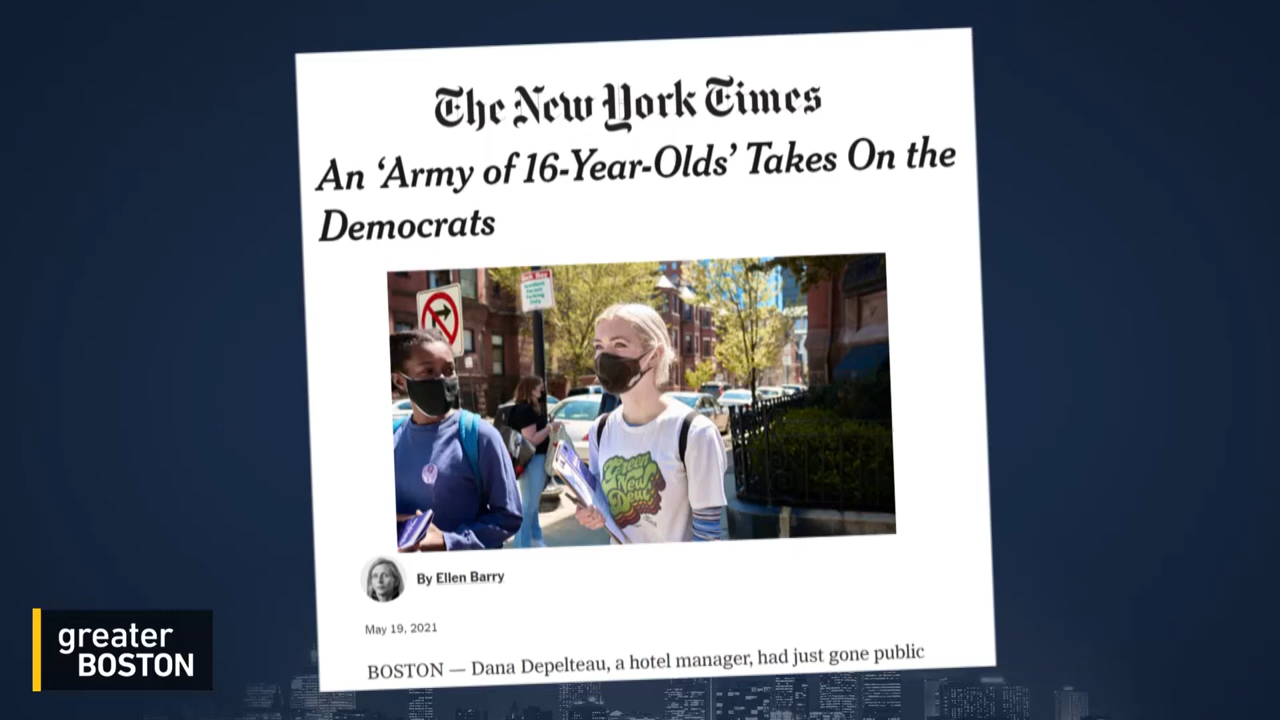 The New York Times
An ‘Army of 16-Year-Olds’ Takes On the
Democrats
Green
New
Deal
By Ellen Barry
May 19, 2021
BOSTON — Dana Depelteau, a hotel manager, had just gone public
greater
BOSTON